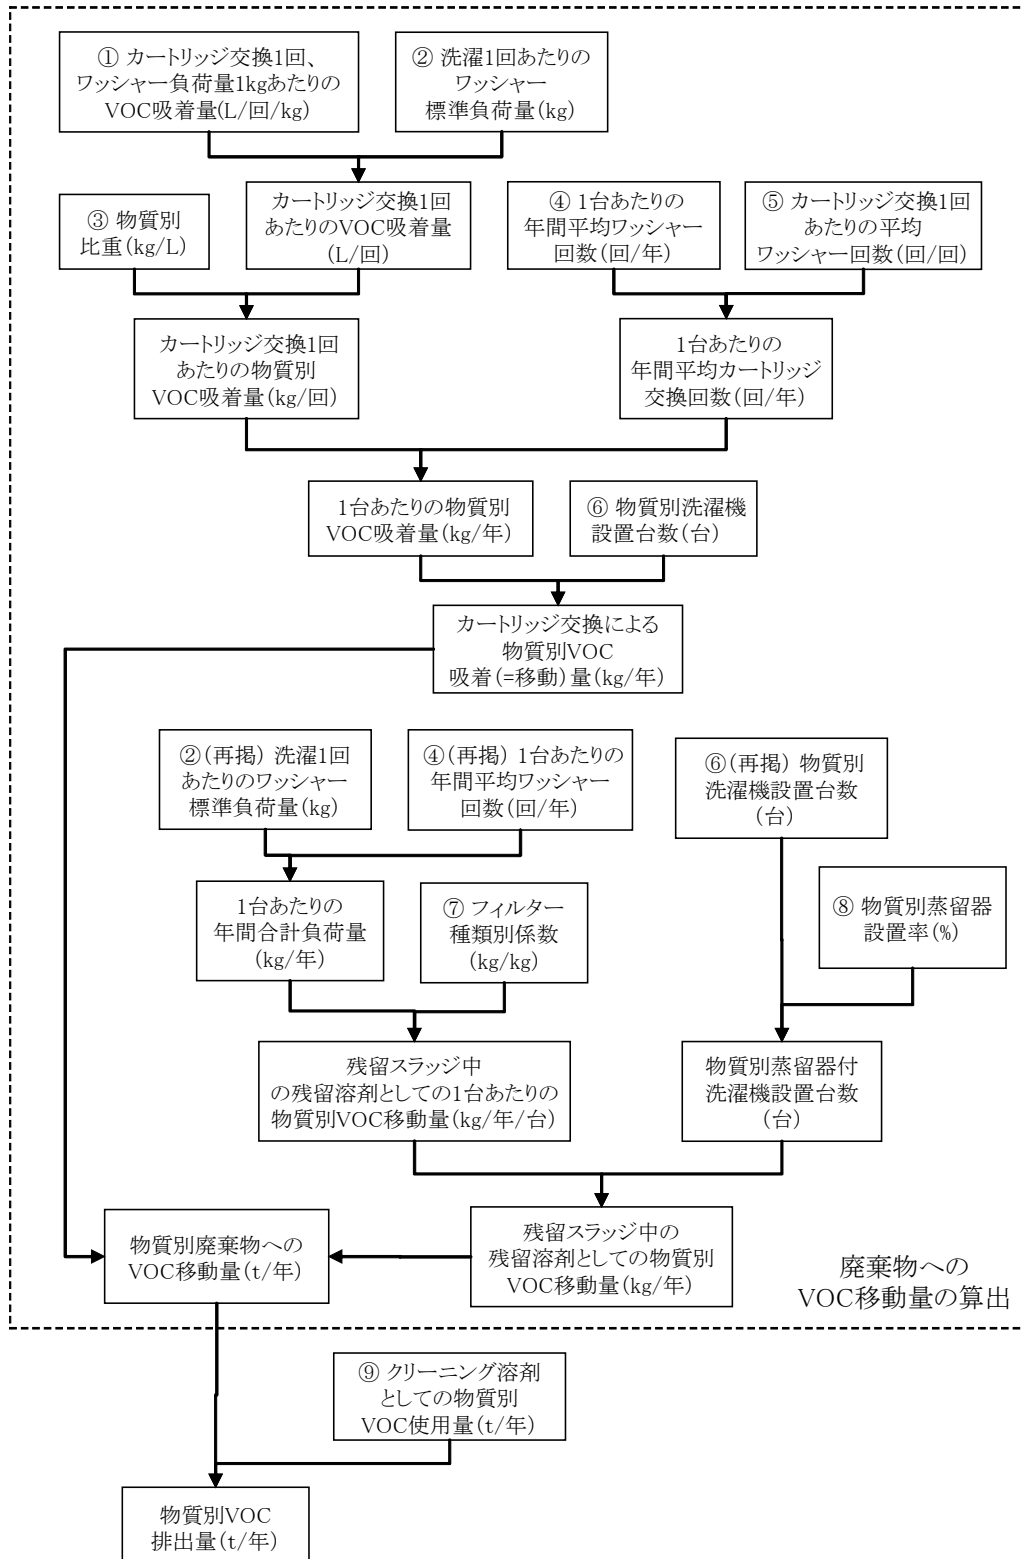 ① カートリッジ交換1回、
ワッシャー負荷量1kgあたりの
VOC吸着量(L/回/kg)
② 洗濯1回あたりの
ワッシャー
標準負荷量(kg)
③ 物質別
比重(kg/L)
カートリッジ交換1回
あたりのVOC吸着量
(L/回)
④ 1台あたりの
年間平均ワッシャー
回数(回/年)
⑤ カートリッジ交換1回
あたりの平均
ワッシャー回数(回/回)
カートリッジ交換1回
あたりの物質別
VOC吸着量(kg/回)
1台あたりの
年間平均カートリッジ
交換回数(回/年)
1台あたりの物質別
VOC吸着量(kg/年)
⑥ 物質別洗濯機
設置台数(台)
カートリッジ交換による
物質別VOC
吸着(=移動)量(kg/年)
②(再掲) 洗濯1回
あたりのワッシャー
標準負荷量(kg)
④(再掲) 1台あたりの
年間平均ワッシャー
回数(回/年)
⑥(再掲) 物質別
洗濯機設置台数
(台)
1台あたりの
年間合計負荷量
(kg/年)
⑦ フィルター
種類別係数
(kg/kg)
⑧ 物質別蒸留器
設置率(%)
残留スラッジ中
の残留溶剤としての1台あたりの
物質別VOC移動量(kg/年/台)
物質別蒸留器付
洗濯機設置台数
(台)
物質別廃棄物への
VOC移動量(t/年)
残留スラッジ中の
残留溶剤としての物質別
VOC移動量(kg/年)
廃棄物への
VOC移動量の算出
⑨ クリーニング溶剤
としての物質別
VOC使用量(t/年)
物質別VOC
排出量(t/年)